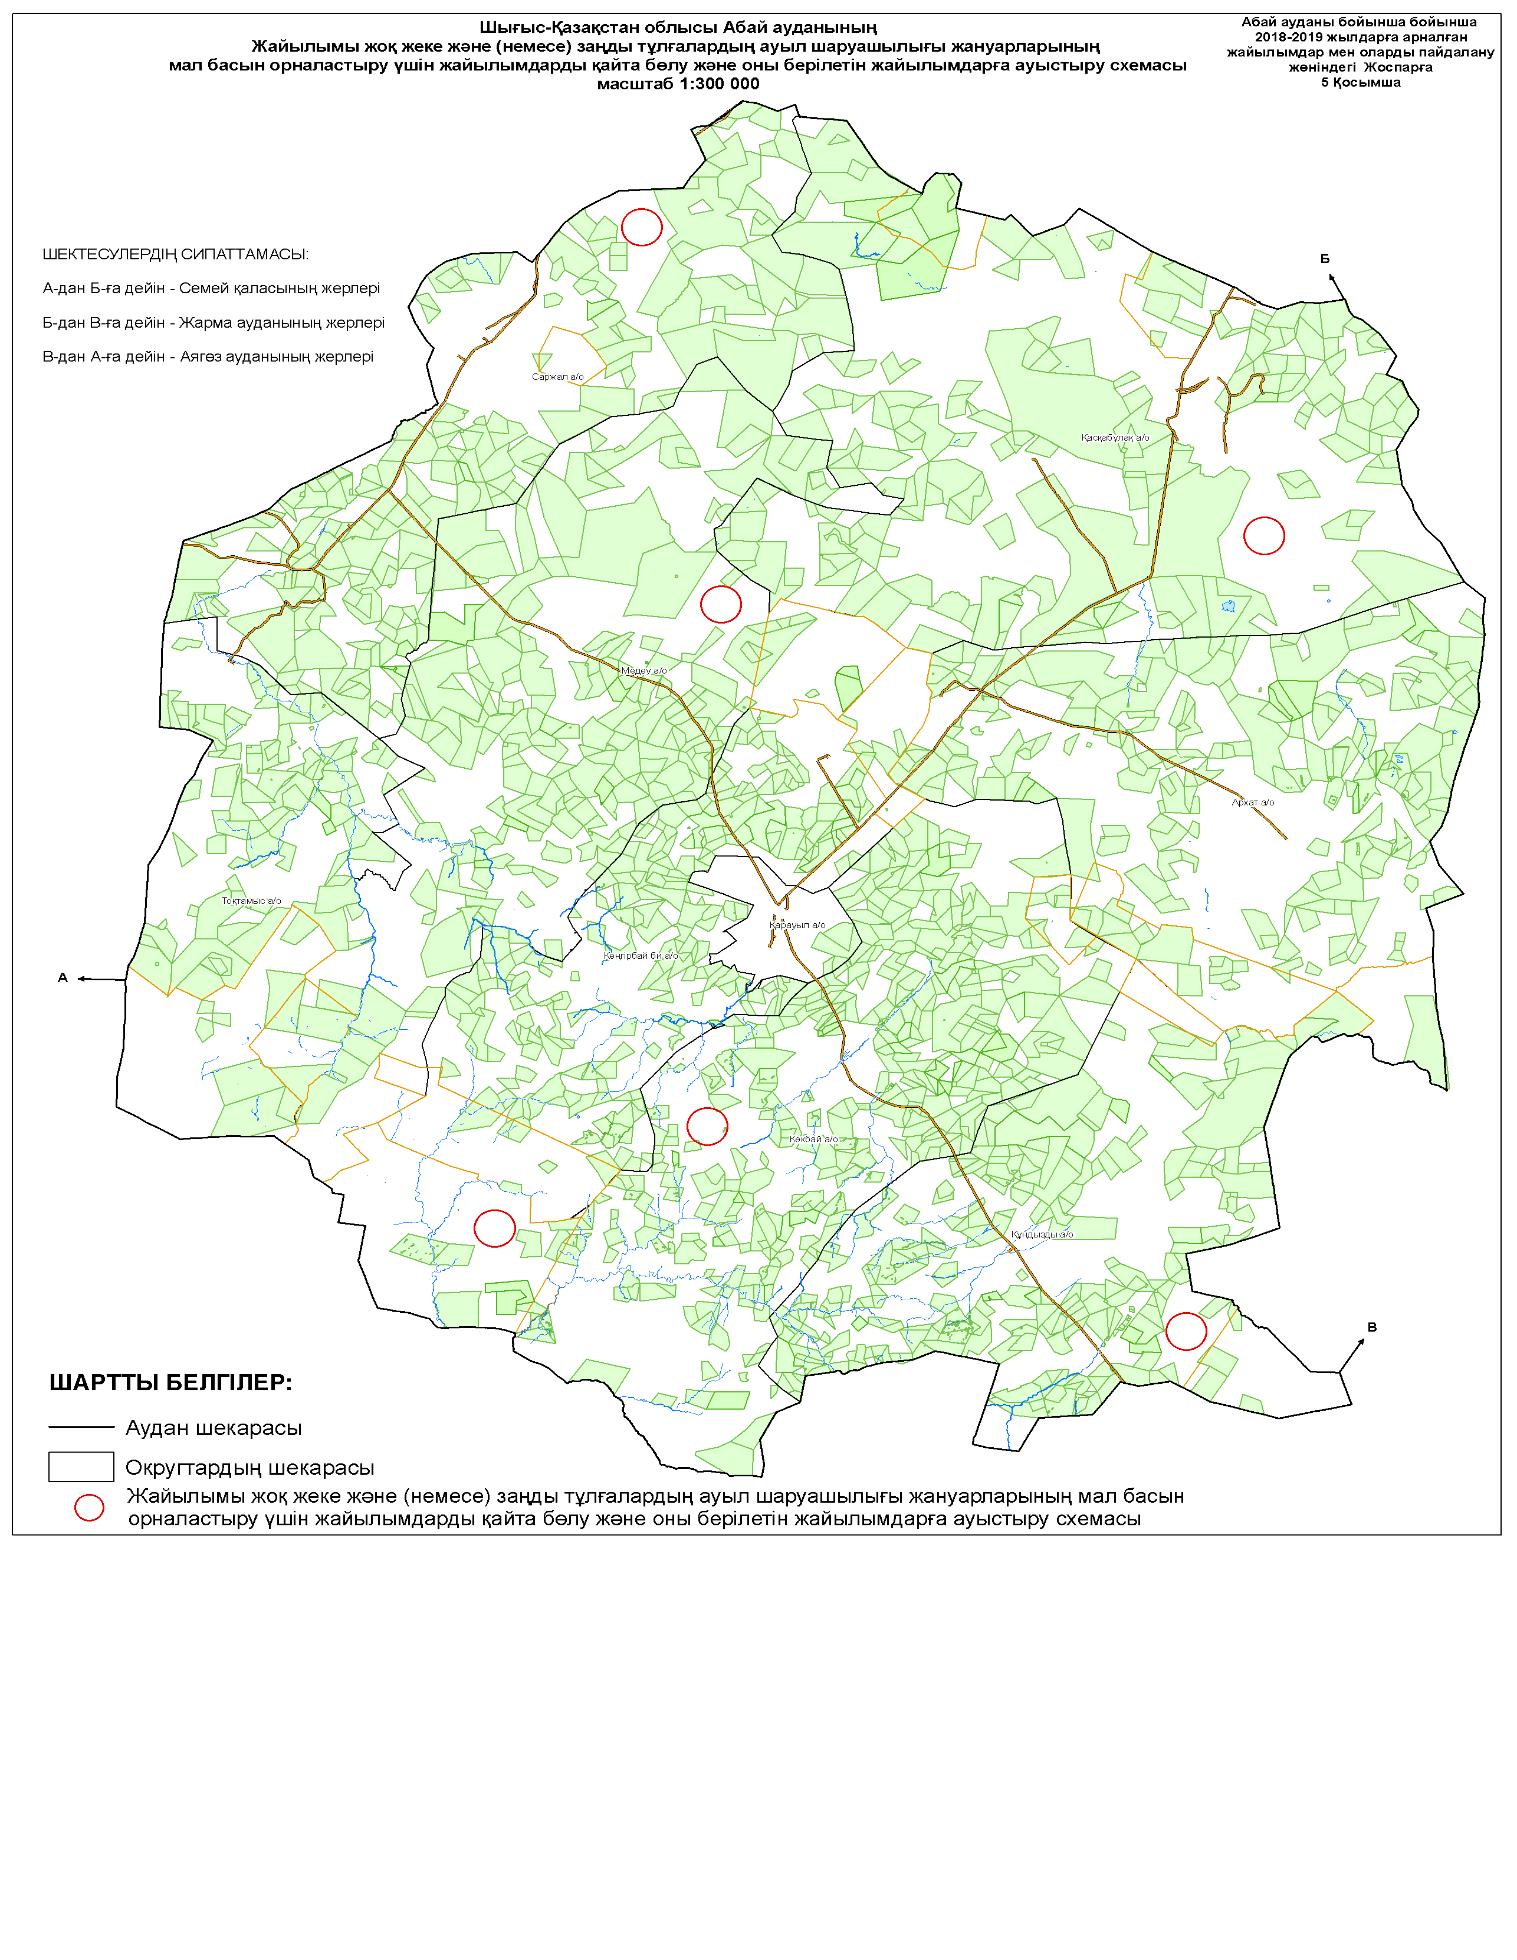 Шығыс-Қазақстан облысы Абай ауданының
Жайылымы жоқ жеке және (немесе) заңды тұлғалардың ауыл шаруашылығы жануарларының
мал басын орналастыру үшін жайылымдарды қайта бөлу және оны берілетін жайылымдарға ауыстыру схемасы
масштаб 1:300 000
Абай ауданы бойынша бойынша
2018-2019 жылдарға арналған
жайылымдар мен оларды пайдалану
жөніндегі Жоспарға
5 Қосымша
ШЕКТЕСУЛЕРДІҢ СИПАТТАМАСЫ:
А-дан Б-ға дейін - Семей қаласының жерлері
Б-дан В-ға дейін - Жарма ауданының жерлері
В-дан А-ға дейін - Аягөз ауданының жерлері
Б
Саржал а/о
Қасқабұлақ а/о
Медеу а/о
Архат а/о
Тоқтамыс а/о
Қарауыл а/о
Көңгірбай би а/о
А
Көкбай а/о
Құндызды а/о
В
ШАРТТЫ БЕЛГІЛЕР:
Аудан шекарасы
Округтардың шекарасы
Жайылымы жоқ жеке және (немесе) заңды тұлғалардың ауыл шаруашылығы жануарларының мал басын
орналастыру үшін жайылымдарды қайта бөлу және оны берілетін жайылымдарға ауыстыру схемасы